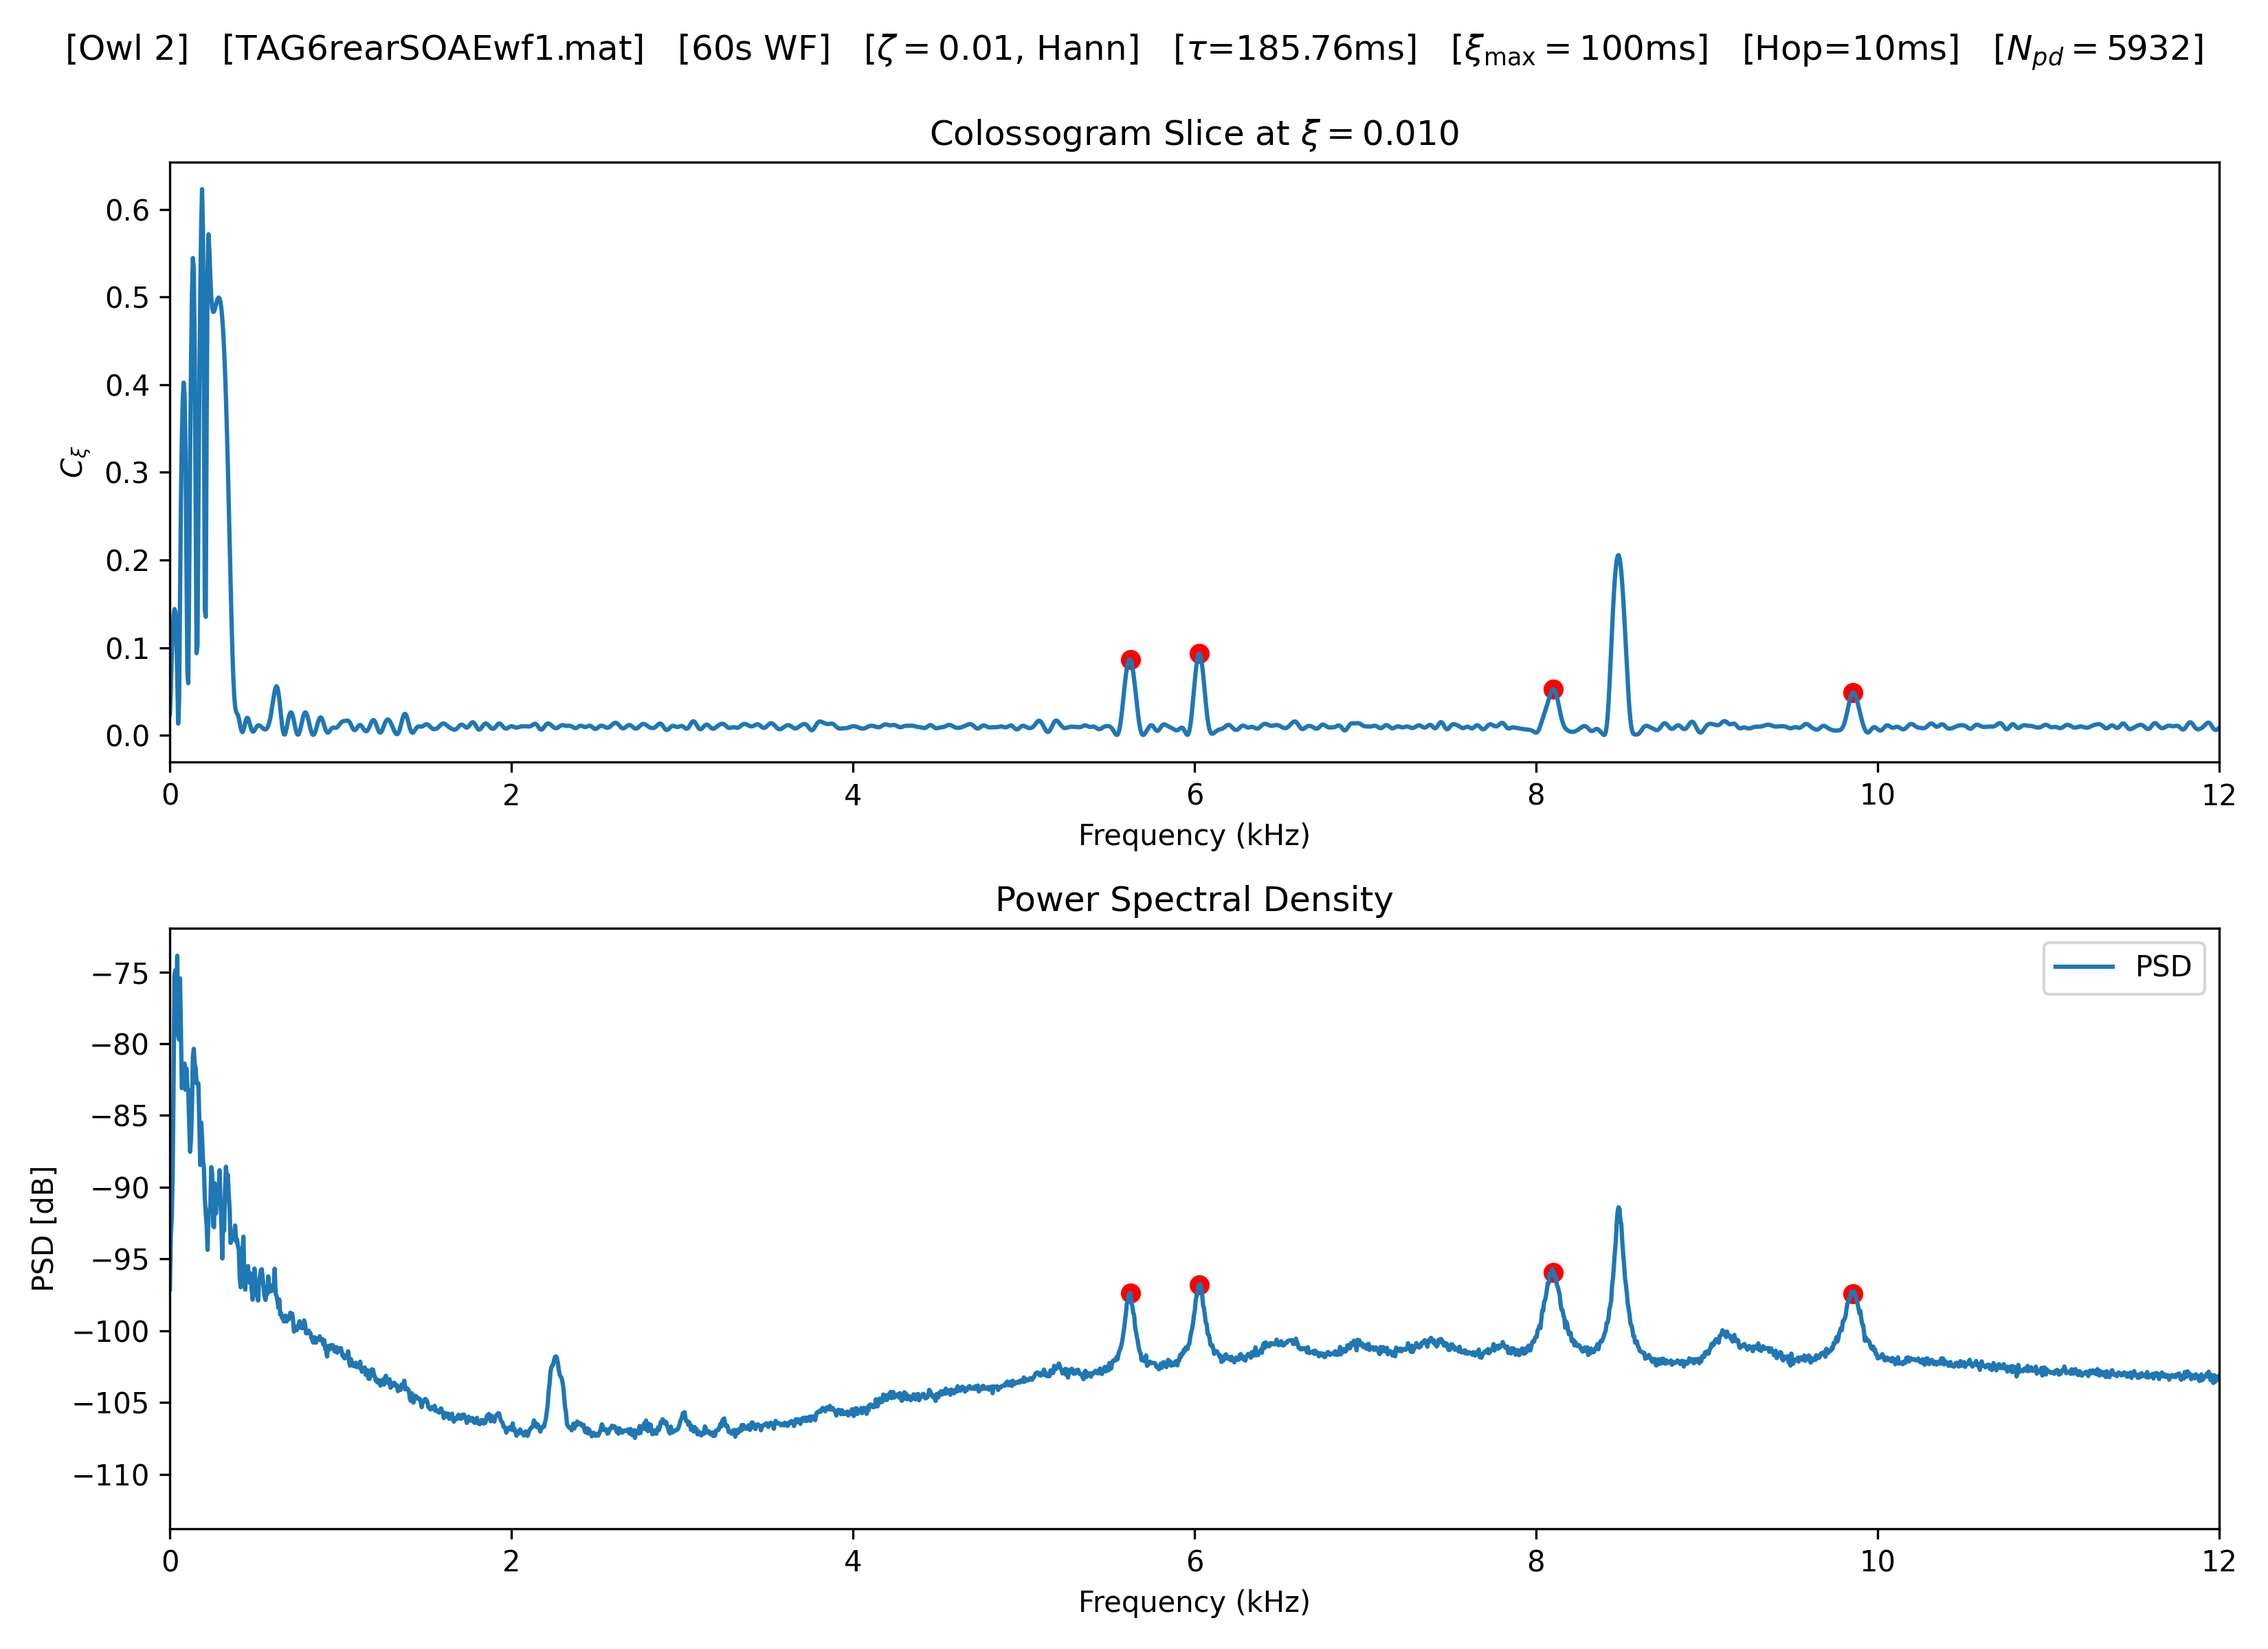 [Owl 2] [TAG6rearSOAEwf1.mat] [60s WF] [ζ = 0.01, Hann] [τ=185.76ms] [ξmax = 100ms] [Hop=10ms] [Npd = 5932]
Colossogram Slice at ξ = 0.010
0.6
0.5
0.4
0.3
0.2
0.1
0.0
Cξ
0 2 4 6 8 10 12
Frequency (kHz)
Power Spectral Density
PSD
−75
−80
−85
−90
−95
−100
−105
−110
PSD [dB]
0 2 4 6 8 10 12
Frequency (kHz)